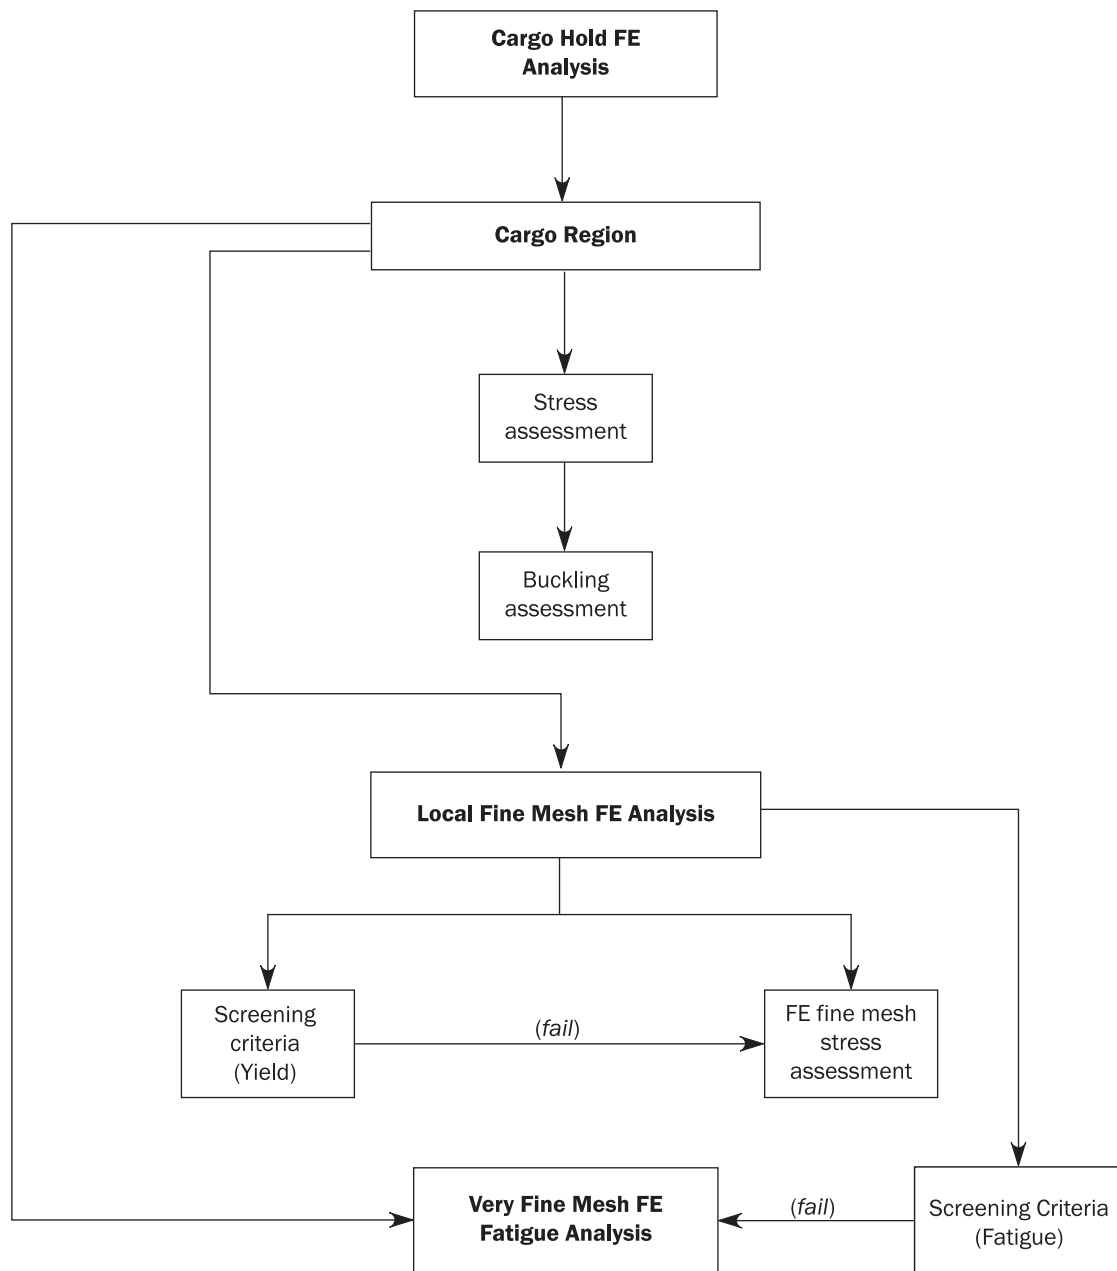 Cargo Hold FE
Analysis
Cargo Region
Stress
assessment
Buckling
assessment
Local Fine Mesh FE Analysis
Screening
criteria
(Yield)
(fail)
FE fine mesh
stress
assessment
Very Fine Mesh FE
Fatigue Analysis
(fail)
Screening Criteria
(Fatigue)